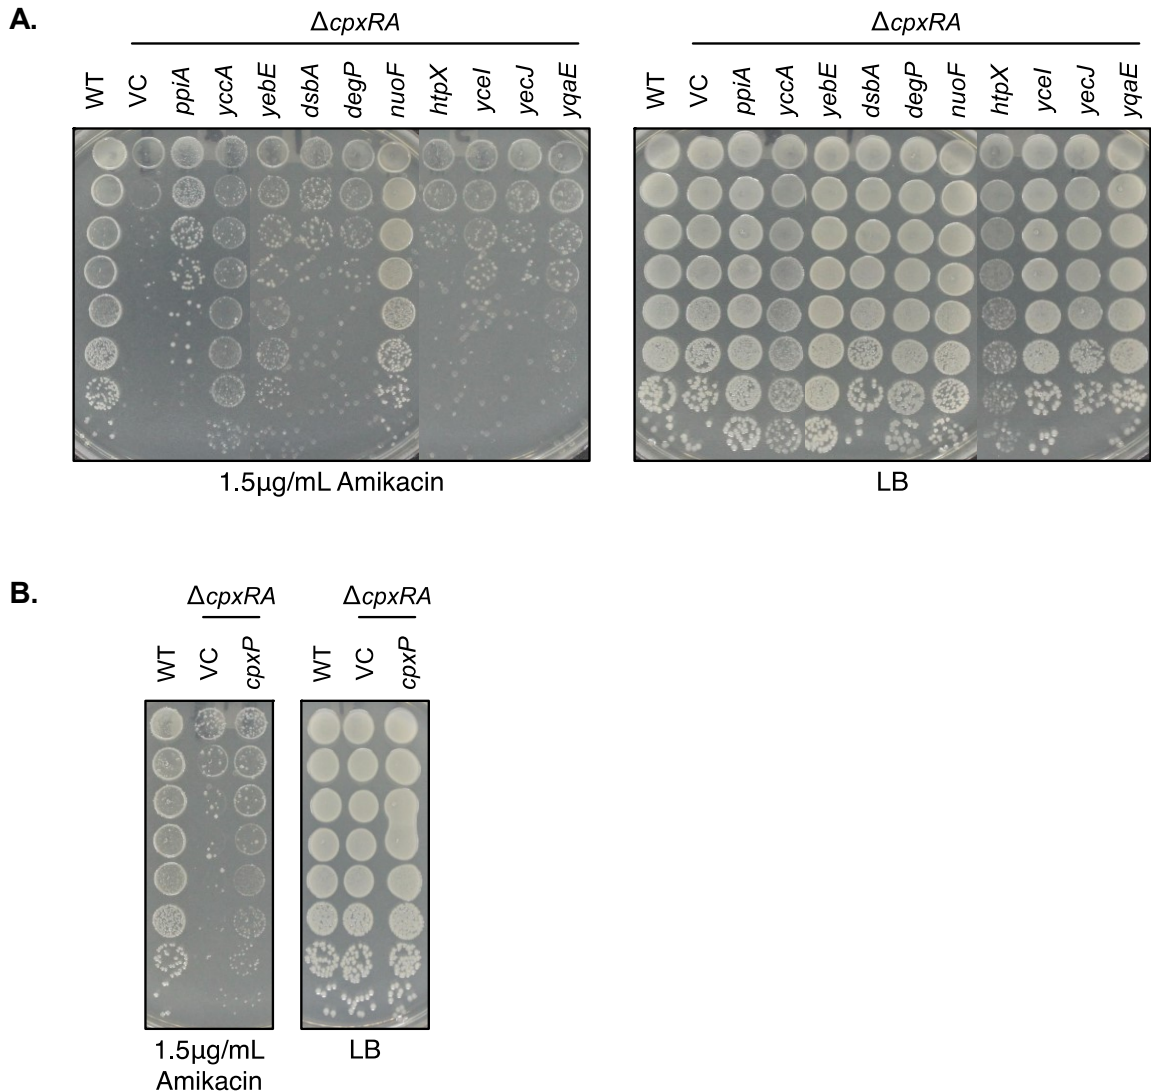 A.
ΔcpxRA
ΔcpxRA
WT VC ppiA yccA yebE dsbA degP nuoF htpX yceI yecJ yqaE
WT VC ppiA yccA yebE dsbA degP nuoF htpX yceI yecJ yqaE
1.5µg/mL Amikacin
LB
B.
ΔcpxRA
ΔcpxRA
WT VC cpxP
WT VC cpxP
1.5µg/mL
Amikacin
LB